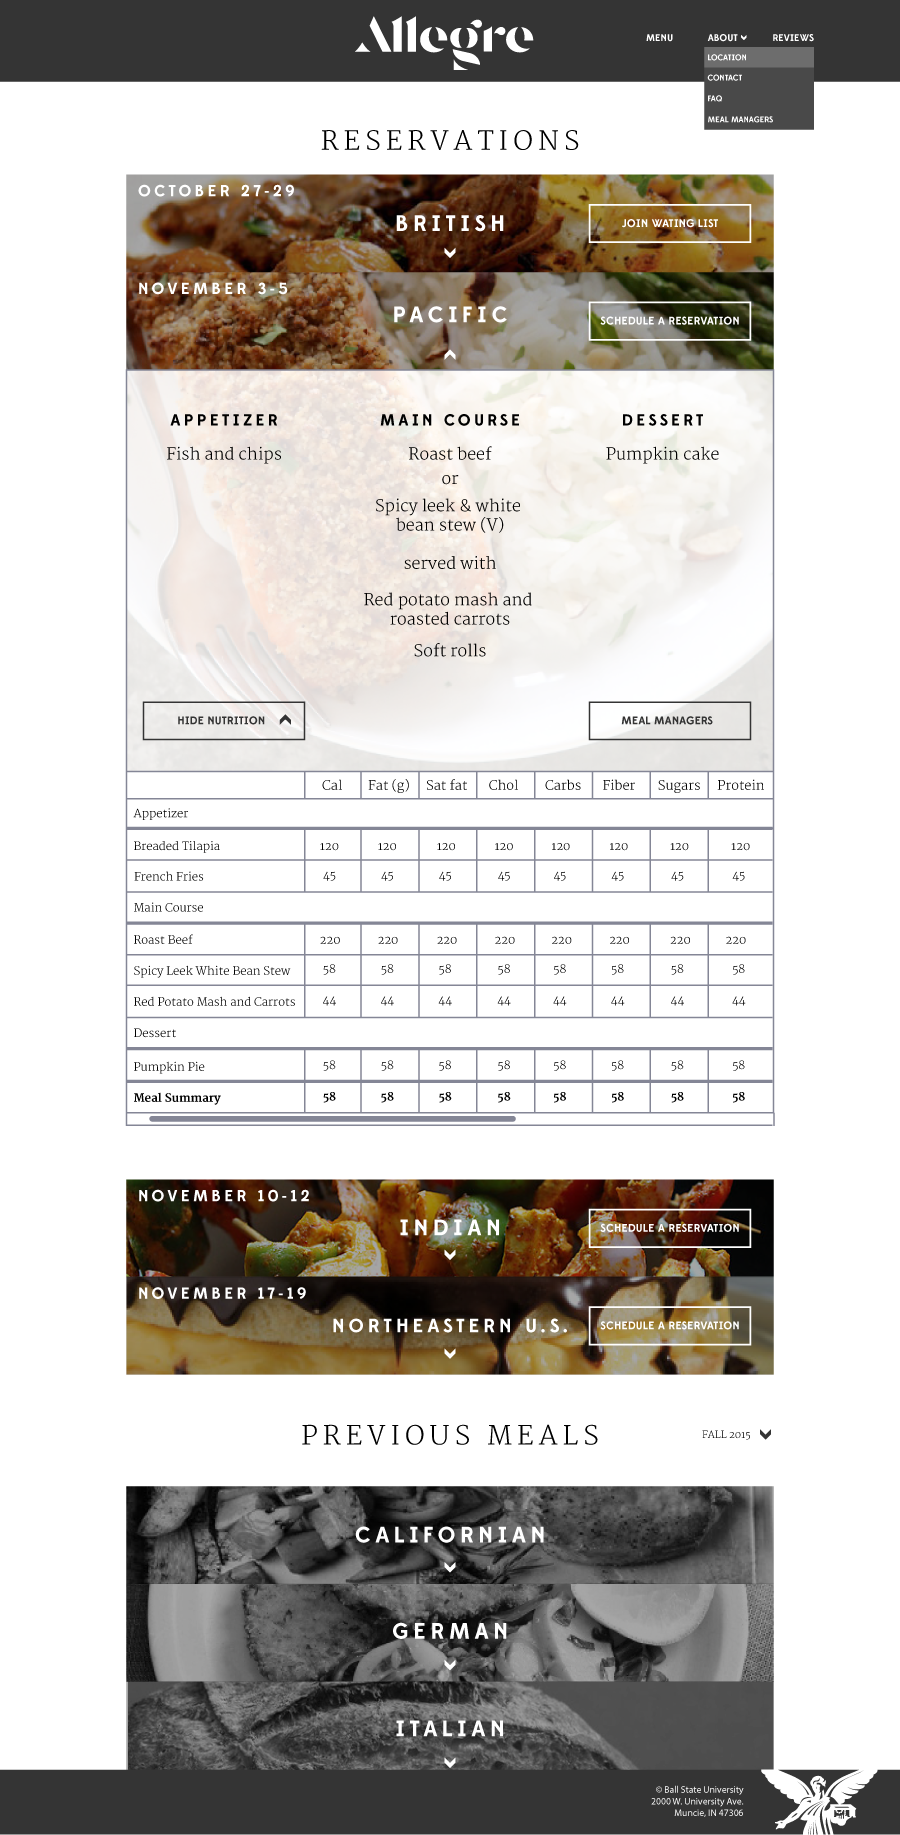 Allegre
MENU ABOUT REVIEWS
LOCATION
CONTACT
FAQ
MEAL MANAGERS
RESERVATIONS
OCTOBER 27-29
BRITISH
JOIN WATING LIST
NOVEMBER 3-5
PACIFIC
SCHEDULE A RESERVATION
APPETIZER
Fish and chips
MAIN COURSE
Roast beef
or
Spicy leek & white
bean stew (V)
served with
Red potato mash and
roasted carrots
Soft rolls
DESSERT
Pumpkin cake
HIDE NUTRITION
MEAL MANAGERS
Cal Fat (g) Sat fat Chol Carbs Fiber Sugars Protein
Appetizer
Breaded Tilapia 120 120 120 120 120 120 120 120
French Fries 45 45 45 45 45 45 45 45
Main Course
Roast Beef 220 220 220 220 220 220 220 220
Spicy Leek White Bean Stew 58 58 58 58 58 58 58 58
Red Potato Mash and Carrots 44 44 44 44 44 44 44 44
Dessert
Pumpkin Pie 58 58 58 58 58 58 58 58
Meal Summary 58 58 58 58 58 58 58 58
NOVEMBER 10-12
INDIAN
SCHEDULE A RESERVATION
NOVEMBER 17-19
NORTHEASTERN U.S.
SCHEDULE A RESERVATION
PREVIOUS MEALS
FALL 2015
CALIFORNIAN
GERMAN
ITALIAN
© Ball State University
2000 W. University Ave.
Muncie, IN 47306